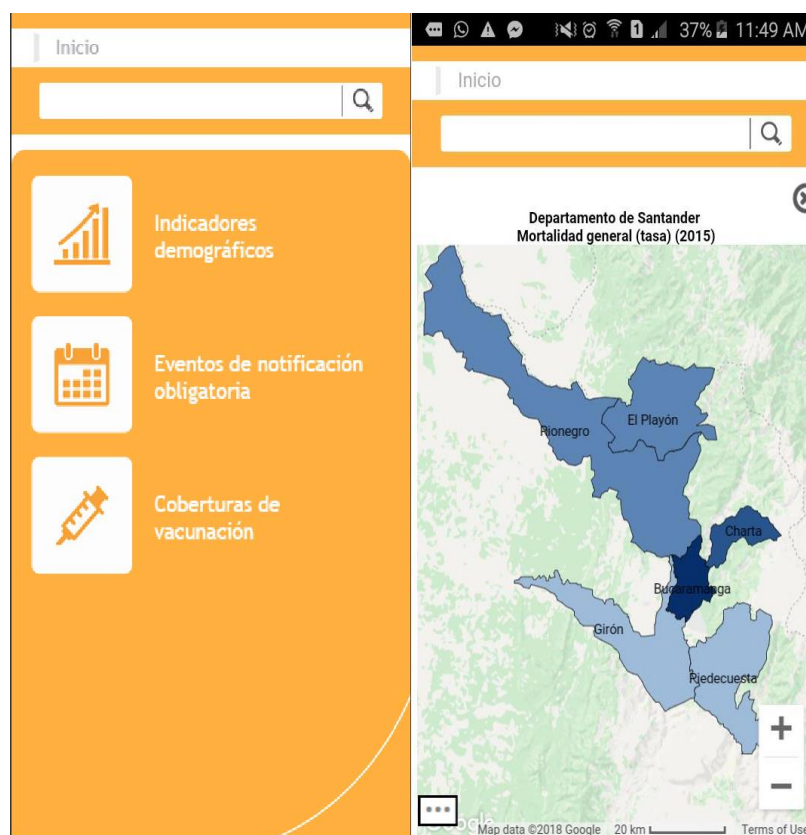 Inicio
Indicadores
demográficos
Eventos de notificación
obligatoria
Coberturas de
vacunación
1 37% 11:49 AM
Inicio
Departamento de Santander
Mortalidad general (tasa) (2015)
El Playón
Rionegro
Charta
Bucaramanga
Girón
Piedecuesta
Google
Map data ©2018 Google 20 km Terms of Use